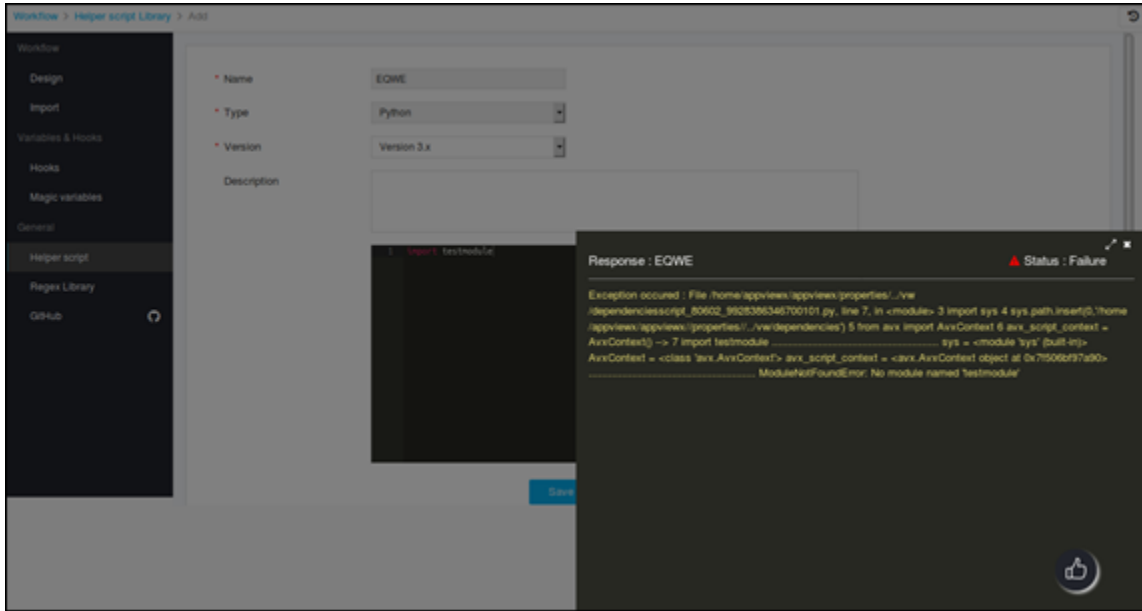 Workflow > Helper script Library > Add
Workflow
Design
Import
Variables & Hooks
Hooks
Magic variables
General
Helper script
Regex Library
GitHub
* Name EQWE
* Type Python
* Version Version 3.x
Description
1 import testmodule
Save
Response : EQWE Status : Failure
Exception occured : File /home/appviewx/appviewx/properties/../vw
/dependenciesscript_80602_9928386346700101.py, line 7, in <module> 3 import sys 4 sys.path.insert(0,'/home
/appviewx/appviewx//properties//../vw/dependencies') 5 from avx import AvxContext 6 avx_script_context =
AvxContext() --> 7 import testmodule .................................................. sys = <module 'sys' (built-in)>
AvxContext = <class 'avx.AvxContext'> avx_script_context = <avx.AvxContext object at 0x7f506bf97a90>
.................................................. ModuleNotFoundError: No module named 'testmodule'